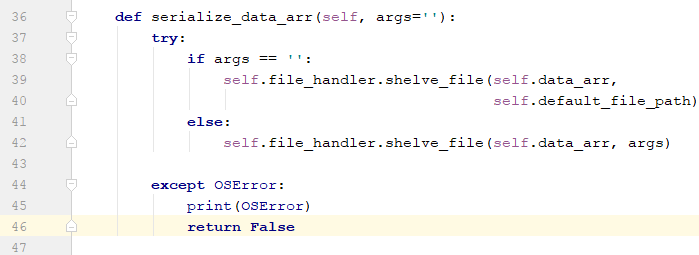 36 def serialize_data_arr(self, args=''):
37 try:
38 if args == '':
39 self.file_handler.shelve_file(self.data_arr,
40 self.default_file_path)
41 else:
42 self.file_handler.shelve_file(self.data_arr, args)
43
44 except OSError:
45 print(OSError)
46 return False
47